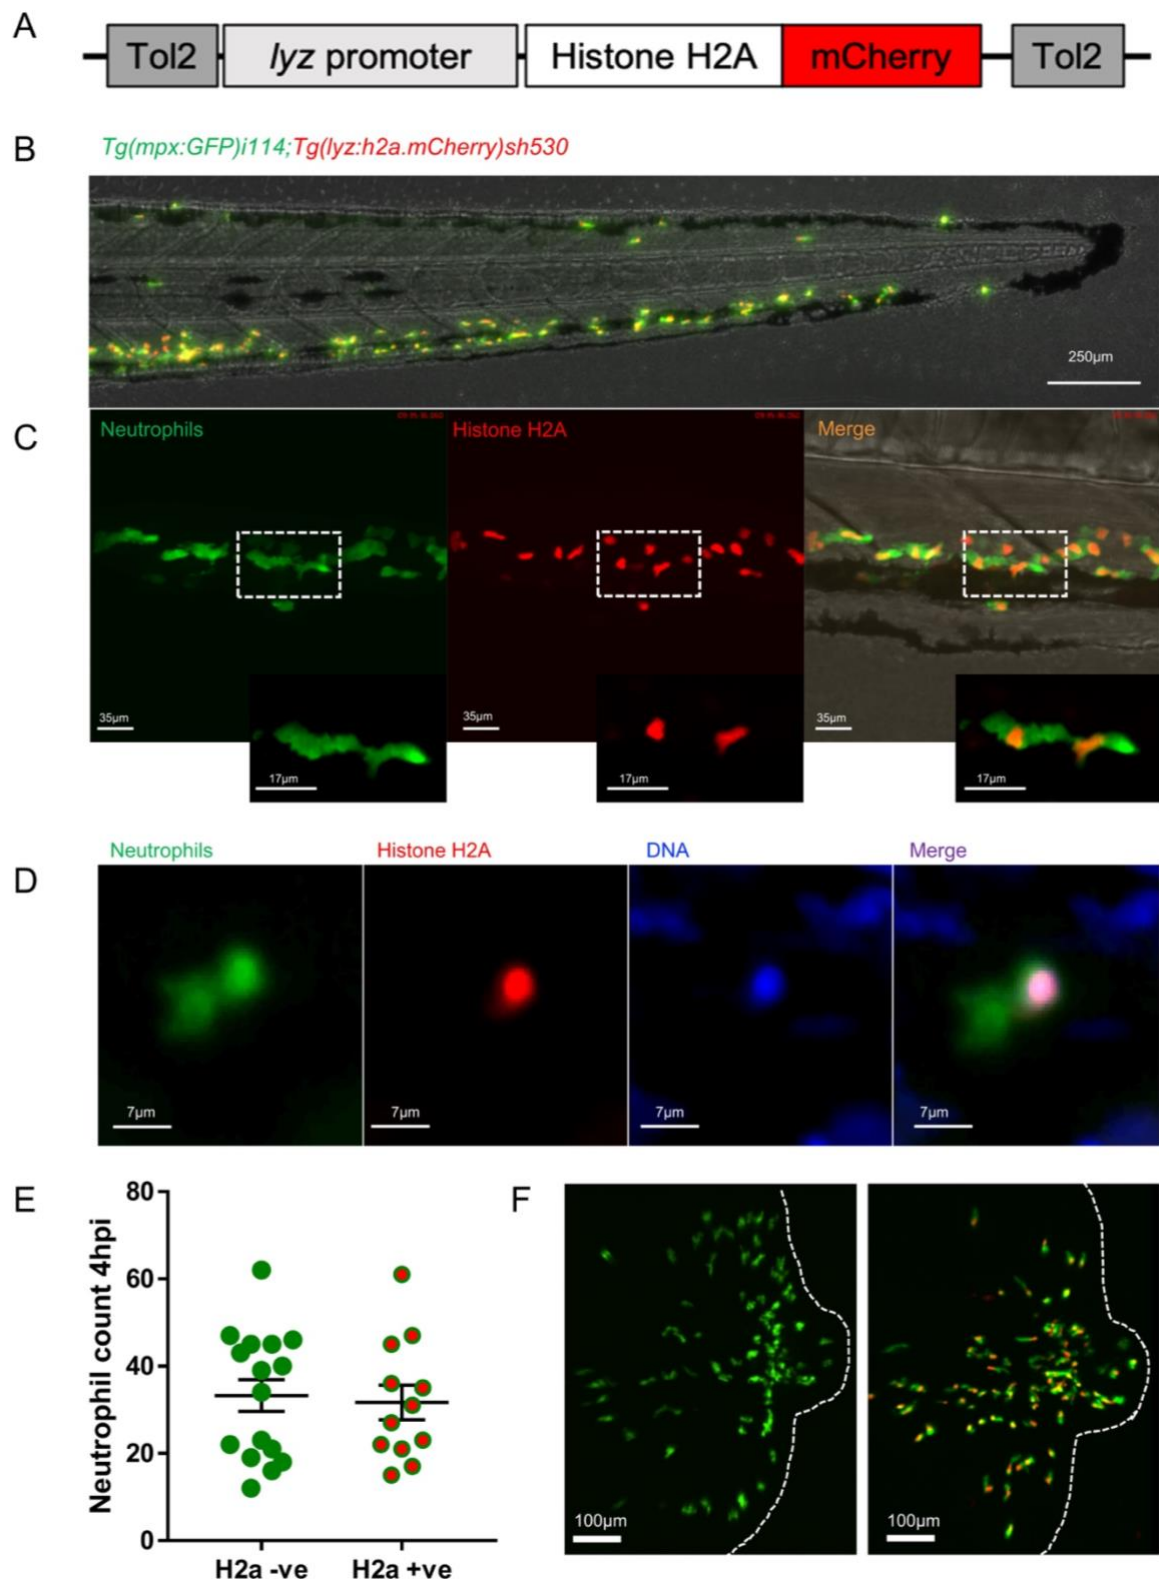 A
Tol2 lyz promoter Histone H2A mCherry Tol2
B
Tg(mpx:GFP)i114;Tg(lyz:h2a.mCherry)sh530
250µm
C
Neutrophils Histone H2A Merge
35µm 35µm 35µm
17µm 17µm 17µm
Neutrophils Histone H2A DNA Merge
D
7µm 7µm 7µm 7µm
E
Neutrophil count 4hpi
80
60
40
20
0
H2a -ve H2a +ve
F
100µm 100µm